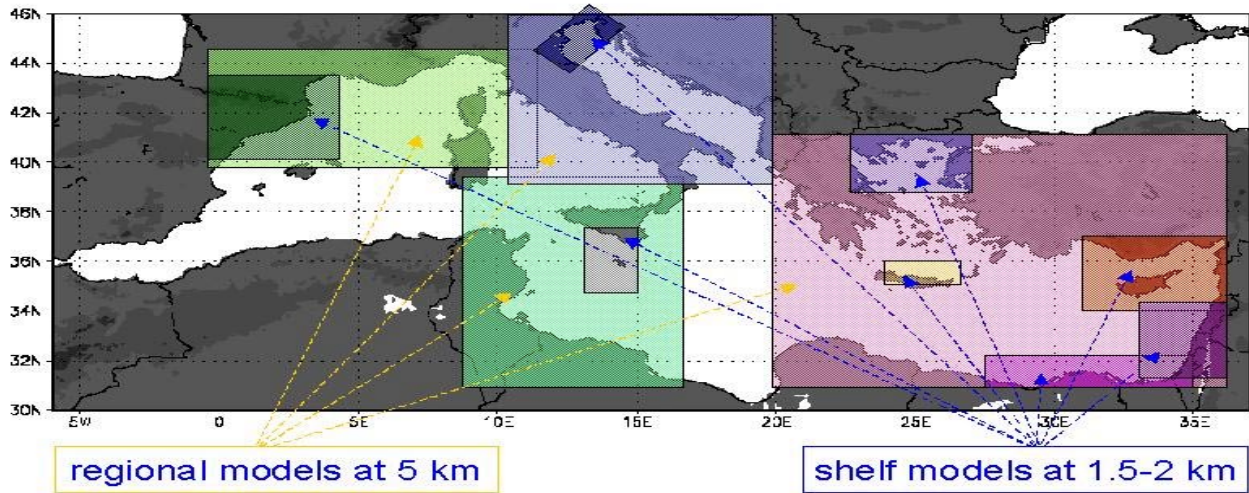 46N
44N
42N
40N
38N
36N
34N
32N
30N
5W 0 5E 10E 15E 20E 25E 30E 35E
regional models at 5 km
shelf models at 1.5-2 km